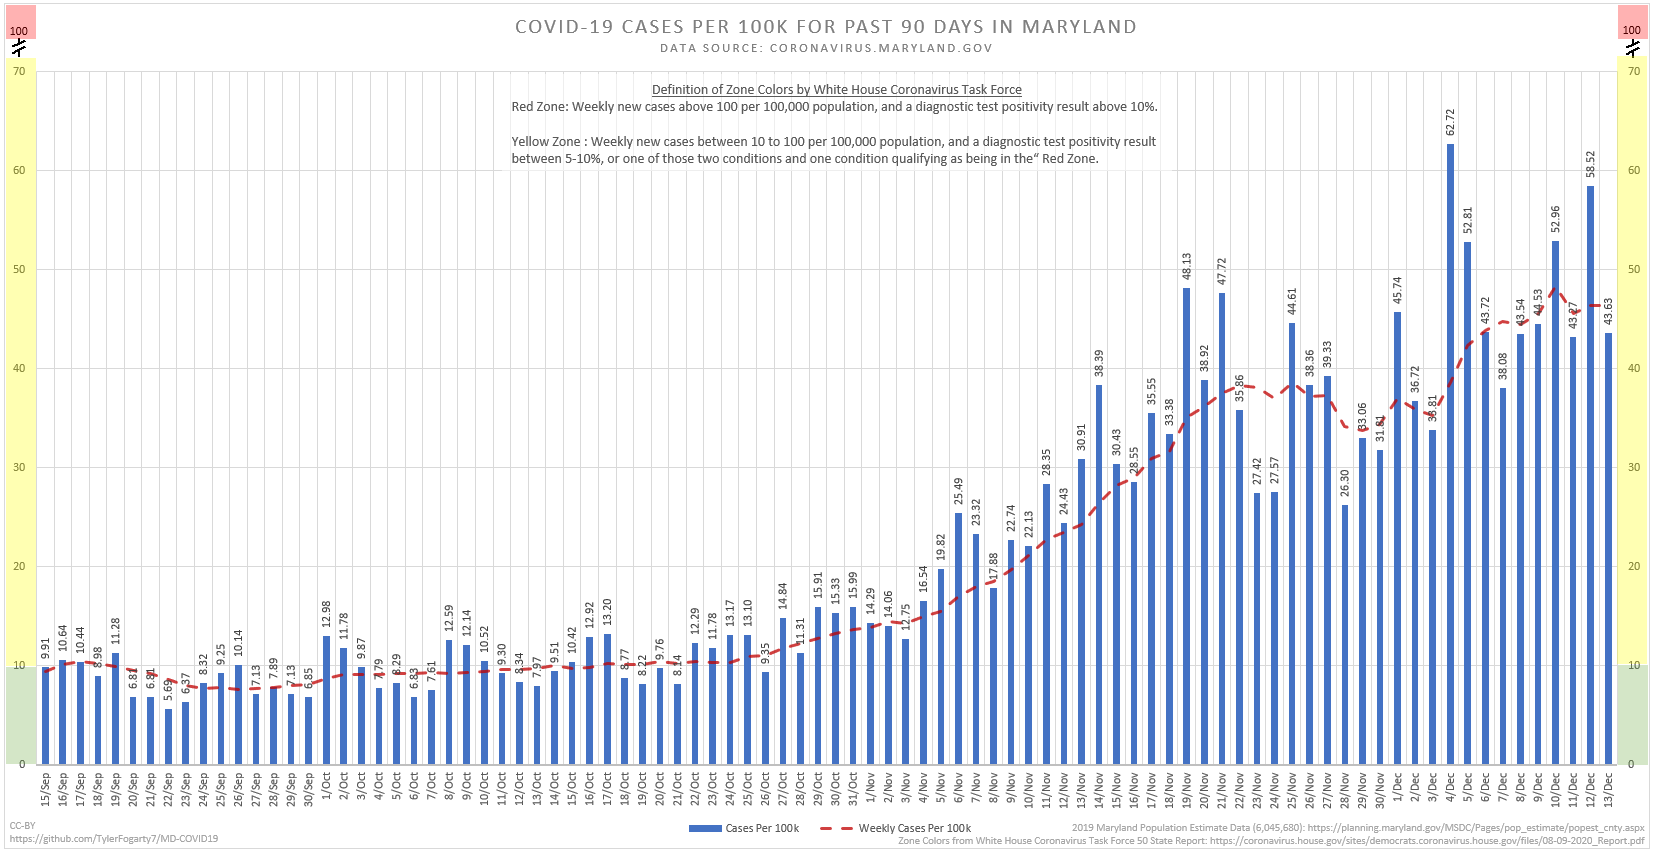 COVID-19 CASES PER 100K FOR PAST 90 DAYS IN MARYLAND
DATA SOURCE: CORONAVIRUS.MARYLAND.GOV
100
100
Definition of Zone Colors by White House Coronavirus Task Force
Red Zone: Weekly new cases above 100 per 100,000 population, and a diagnostic test positivity result above 10%.
Yellow Zone : Weekly new cases between 10 to 100 per 100,000 population, and a diagnostic test positivity result
between 5-10%, or one of those two conditions and one condition qualifying as being in the“ Red Zone.
70
60
50
40
30
20
10
0
70
60
50
40
30
20
10
0
9.91
10.64
10.44
8.98
11.28
6.81
6.81
5.69
6.37
8.32
9.25
10.14
7.13
7.89
7.13
6.85
12.98
11.78
9.87
7.79
8.29
6.83
7.61
12.59
12.14
10.52
9.30
8.34
7.97
9.51
10.42
12.92
13.20
8.77
8.22
9.76
8.14
12.29
11.78
13.17
13.10
9.35
14.84
11.31
15.91
15.33
15.99
14.29
14.06
12.75
16.54
19.82
25.49
23.32
17.88
22.74
22.13
28.35
24.43
30.91
38.39
30.43
28.55
35.55
33.38
48.13
38.92
47.72
35.86
27.42
27.57
44.61
38.36
39.33
26.30
33.06
31.81
45.74
36.72
33.81
62.72
52.81
43.72
38.08
43.54
44.53
52.96
43.27
58.52
43.63
15/Sep
16/Sep
17/Sep
18/Sep
19/Sep
20/Sep
21/Sep
22/Sep
23/Sep
24/Sep
25/Sep
26/Sep
27/Sep
28/Sep
29/Sep
30/Sep
1/Oct
2/Oct
3/Oct
4/Oct
5/Oct
6/Oct
7/Oct
8/Oct
9/Oct
10/Oct
11/Oct
12/Oct
13/Oct
14/Oct
15/Oct
16/Oct
17/Oct
18/Oct
19/Oct
20/Oct
21/Oct
22/Oct
23/Oct
24/Oct
25/Oct
26/Oct
27/Oct
28/Oct
29/Oct
30/Oct
31/Oct
1/Nov
2/Nov
3/Nov
4/Nov
5/Nov
6/Nov
7/Nov
8/Nov
9/Nov
10/Nov
11/Nov
12/Nov
13/Nov
14/Nov
15/Nov
16/Nov
17/Nov
18/Nov
19/Nov
20/Nov
21/Nov
22/Nov
23/Nov
24/Nov
25/Nov
26/Nov
27/Nov
28/Nov
29/Nov
30/Nov
1/Dec
2/Dec
3/Dec
4/Dec
5/Dec
6/Dec
7/Dec
8/Dec
9/Dec
10/Dec
11/Dec
12/Dec
13/Dec
Cases Per 100k
Weekly Cases Per 100k
CC-BY
https://github.com/TylerFogarty7/MD-COVID19
2019 Maryland Population Estimate Data (6,045,680): https://planning.maryland.gov/MSDC/Pages/pop_estimate/popest_cnty.aspx
Zone Colors from White House Coronavirus Task Force 50 State Report: https://coronavirus.house.gov/sites/democrats.coronavirus.house.gov/files/08-09-2020_Report.pdf